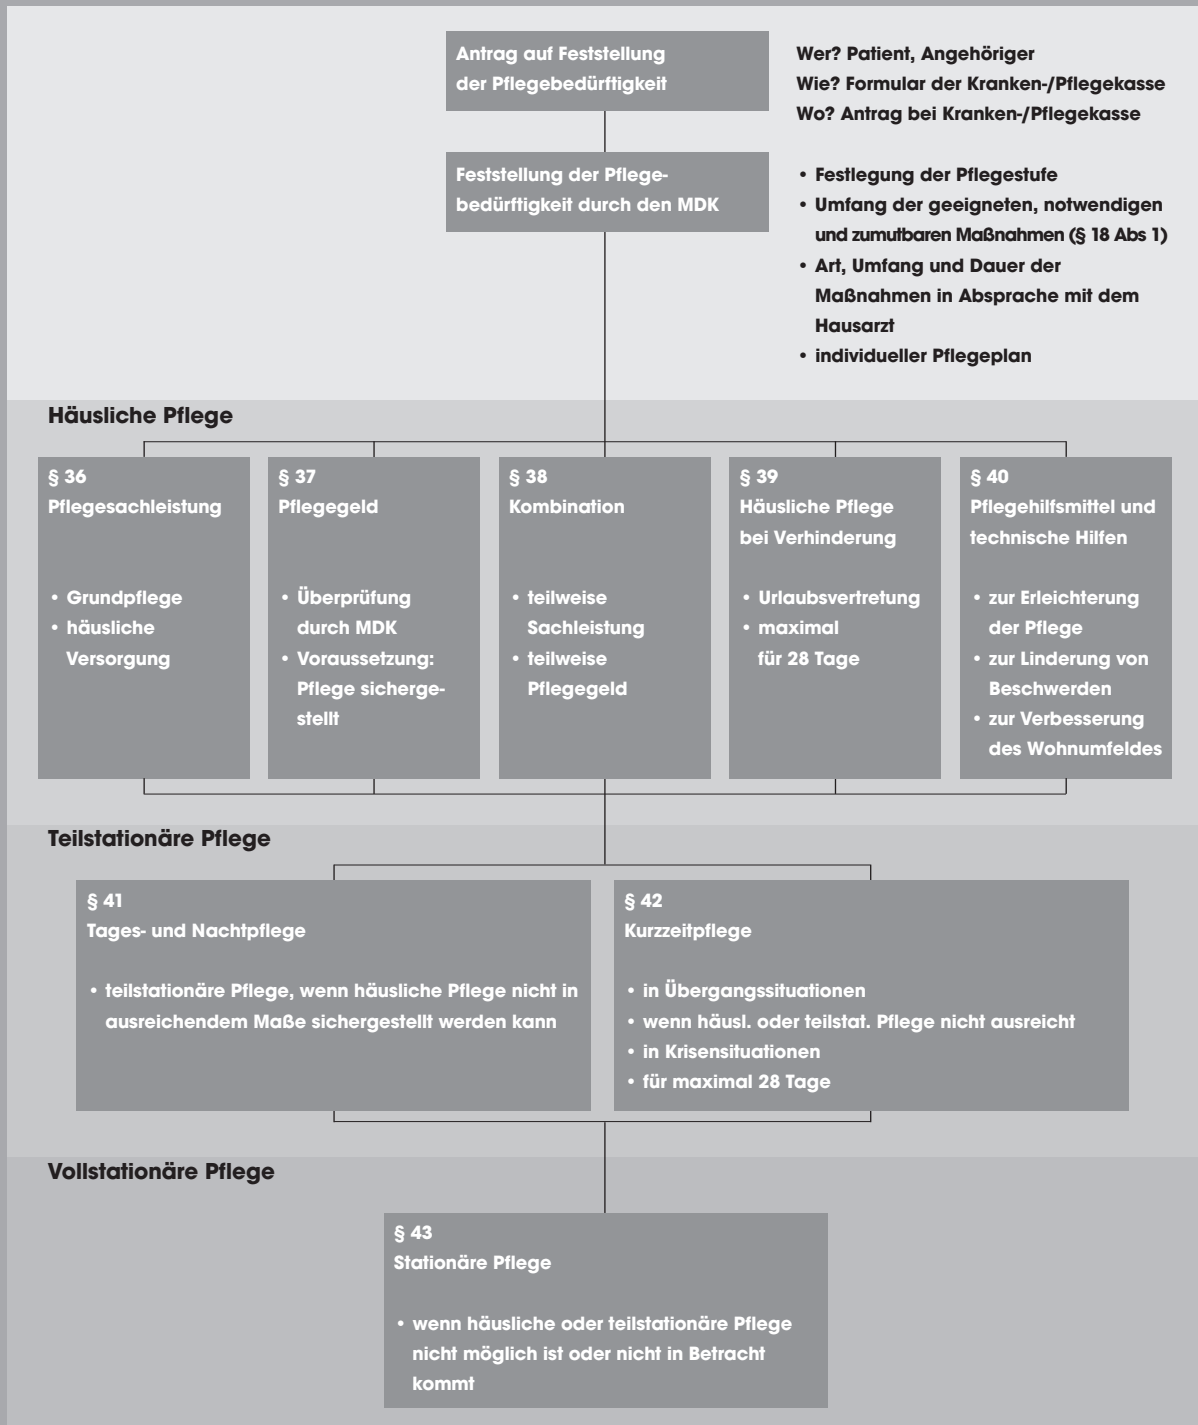 Antrag auf Feststellung
der Pflegebedürftigkeit
Wer? Patient, Angehöriger
Wie? Formular der Kranken-/Pflegekasse
Wo? Antrag bei Kranken-/Pflegekasse
Feststellung der Pflege-
bedürftigkeit durch den MDK
• Festlegung der Pflegestufe
• Umfang der geeigneten, notwendigen
und zumutbaren Maßnahmen (§ 18 Abs 1)
• Art, Umfang und Dauer der
Maßnahmen in Absprache mit dem
Hausarzt
• individueller Pflegeplan
Häusliche Pflege
§ 36
Pflegesachleistung
• Grundpflege
• häusliche
Versorgung
§ 37
Pflegegeld
• Überprüfung
durch MDK
• Voraussetzung:
Pflege sicherge-
stellt
§ 38
Kombination
• teilweise
Sachleistung
• teilweise
Pflegegeld
§ 39
Häusliche Pflege
bei Verhinderung
• Urlaubsvertretung
• maximal
für 28 Tage
§ 40
Pflegehilfsmittel und
technische Hilfen
• zur Erleichterung
der Pflege
• zur Linderung von
Beschwerden
• zur Verbesserung
des Wohnumfeldes
Teilstationäre Pflege
§ 41
Tages- und Nachtpflege
• teilstationäre Pflege, wenn häusliche Pflege nicht in
ausreichendem Maße sichergestellt werden kann
§ 42
Kurzzeitpflege
• in Übergangssituationen
• wenn häusl. oder teilstat. Pflege nicht ausreicht
• in Krisensituationen
• für maximal 28 Tage
Vollstationäre Pflege
§ 43
Stationäre Pflege
• wenn häusliche oder teilstationäre Pflege
nicht möglich ist oder nicht in Betracht
kommt